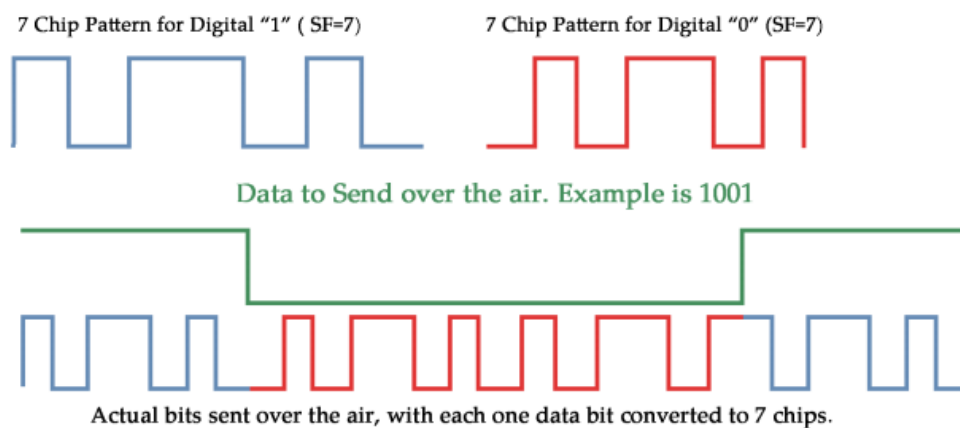 7 Chip Pattern for Digital “1” ( SF=7)
7 Chip Pattern for Digital “0” (SF=7)
Data to Send over the air. Example is 1001
Actual bits sent over the air, with each one data bit converted to 7 chips.